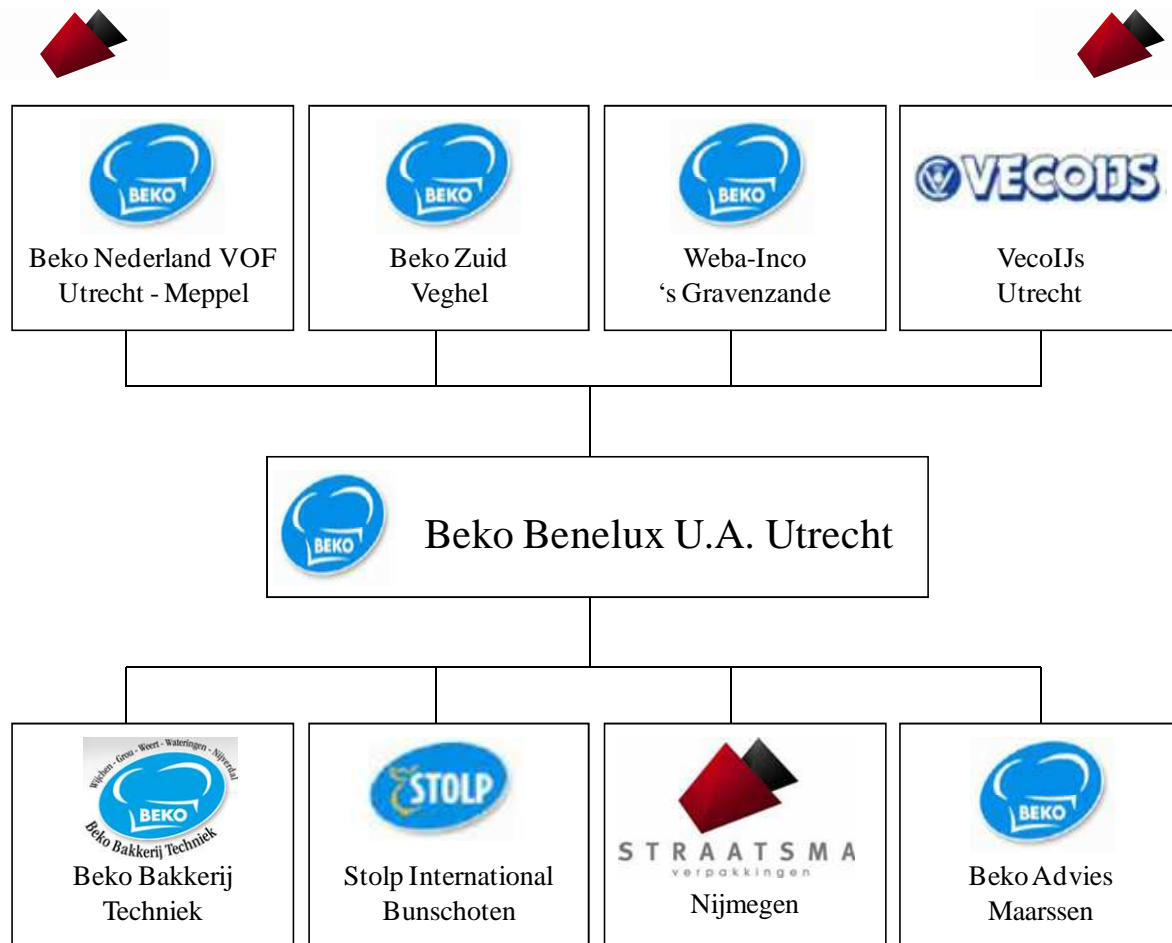 BEKO
Beko Nederland VOF
Utrecht - Meppel
BEKO
Beko Zuid
Veghel
BEKO
Weba-Inco
‘s Gravenzande
VECOIJS
VecoIJs
Utrecht
BEKO
Beko Benelux U.A. Utrecht
Wijchen - Grou - Weert - Wateringen - Nijverdal
BEKO
Beko Bakkerij Techniek
Beko Bakkerij
Techniek
STOLP
Stolp International
Bunschoten
STRAATSMA
verpakkingen
Nijmegen
BEKO
Beko Advies
Maarssen